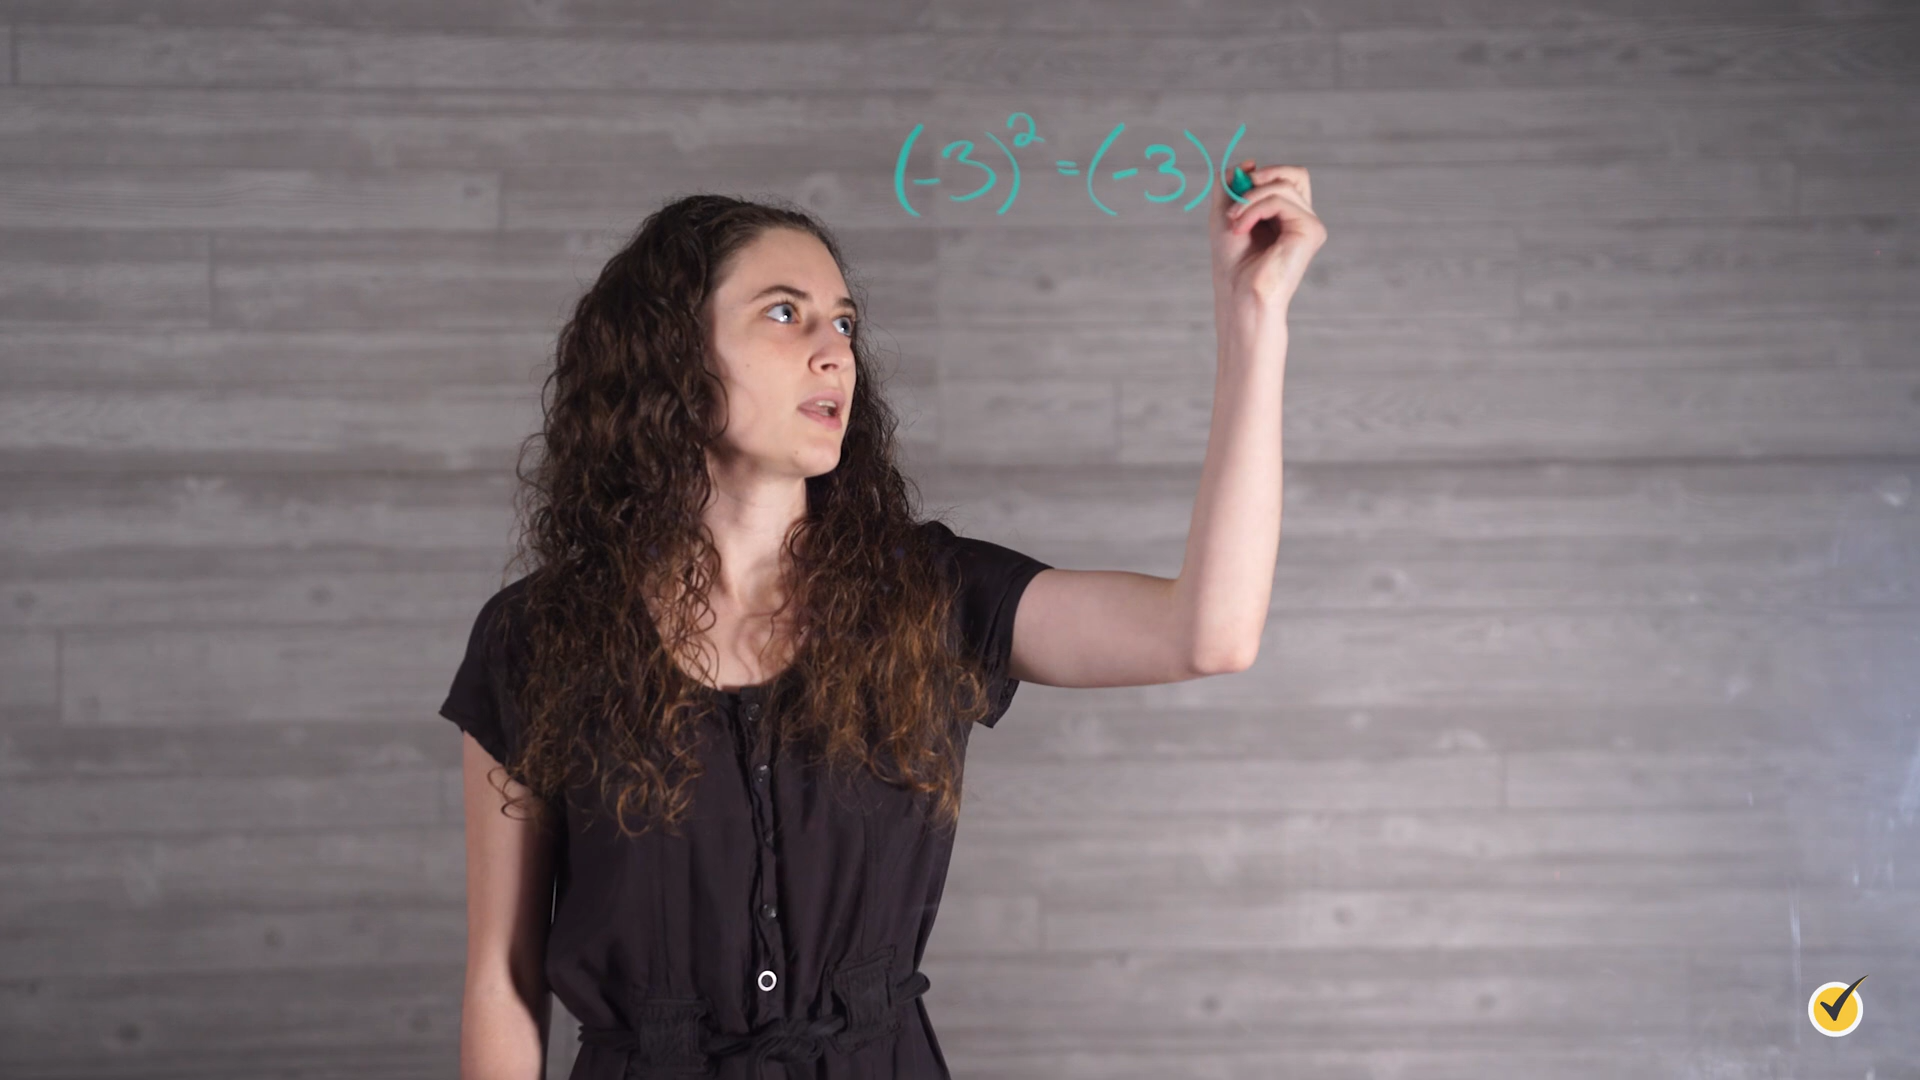 (-3)² = (-3)(